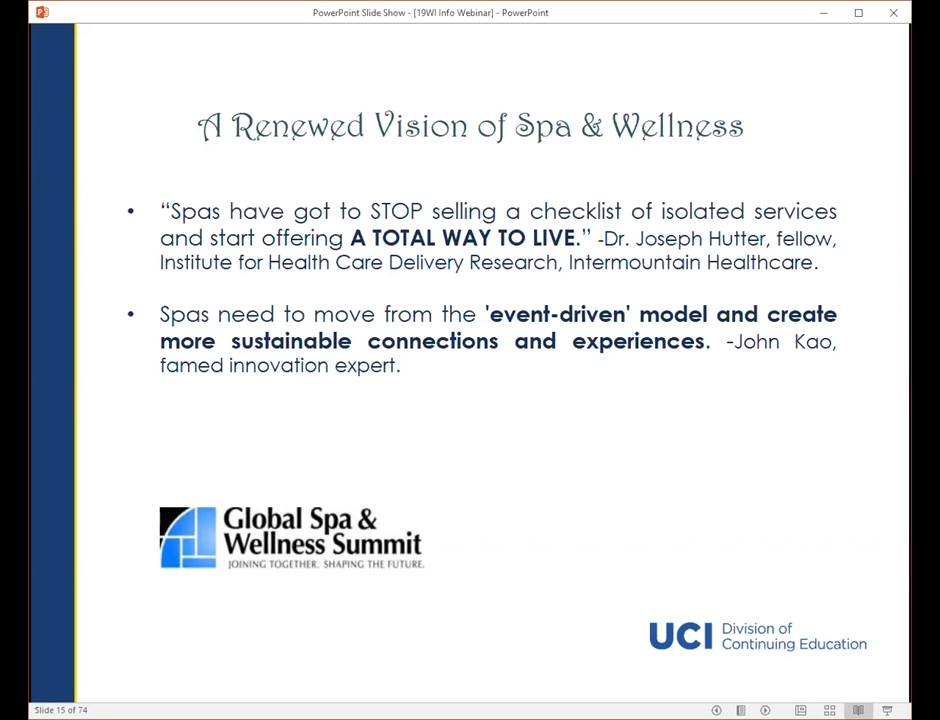 PowerPoint Slide Show - [19WI Info Webinar] - PowerPoint
A Renewed Vision of Spa & Wellness
• “Spas have got to STOP selling a checklist of isolated services
and start offering A TOTAL WAY TO LIVE.” -Dr. Joseph Hutter, fellow,
Institute for Health Care Delivery Research, Intermountain Healthcare.
• Spas need to move from the 'event-driven' model and create
more sustainable connections and experiences. -John Kao,
famed innovation expert.
Global Spa &
Wellness Summit
JOINING TOGETHER. SHAPING THE FUTURE.
UCI Division of
Continuing Education
Slide 15 of 74